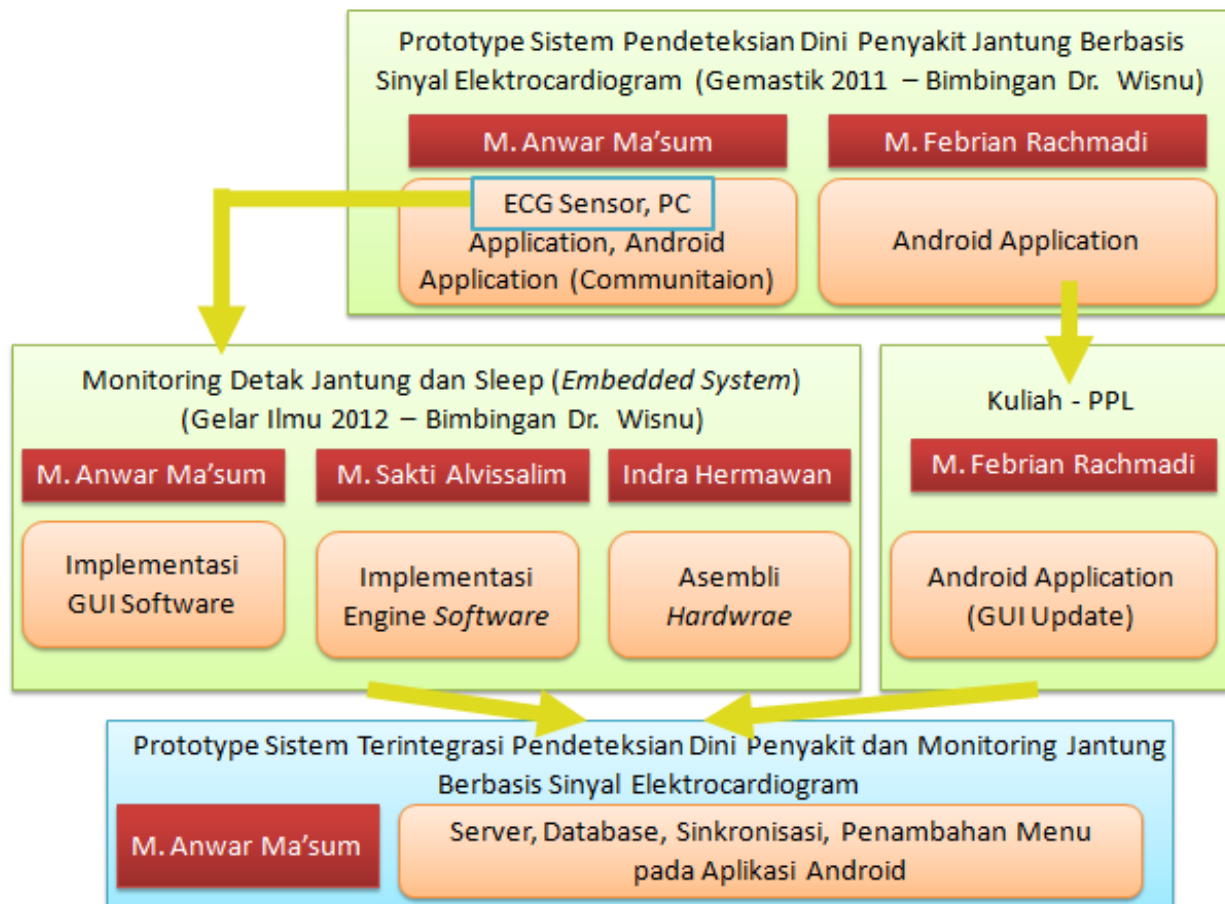 Prototype Sistem Pendeteksian Dini Penyakit Jantung Berbasis
Sinyal Elektrocardiogram (Gemastik 2011 – Bimbingan Dr. Wisnu)
M. Anwar Ma'sum
ECG Sensor, PC
Application, Android
Application (Communitaion)
M. Febrian Rachmadi
Android Application
Monitoring Detak Jantung dan Sleep (Embedded System)
(Gelar Ilmu 2012 – Bimbingan Dr. Wisnu)
M. Anwar Ma'sum
Implementasi
GUI Software
M. Sakti Alvissalim
Implementasi
Engine Software
Indra Hermawan
Asembli
Hardwrae
Kuliah - PPL
M. Febrian Rachmadi
Android Application
(GUI Update)
Prototype Sistem Terintegrasi Pendeteksian Dini Penyakit dan Monitoring Jantung
Berbasis Sinyal Elektrocardiogram
M. Anwar Ma'sum
Server, Database, Sinkronisasi, Penambahan Menu
pada Aplikasi Android